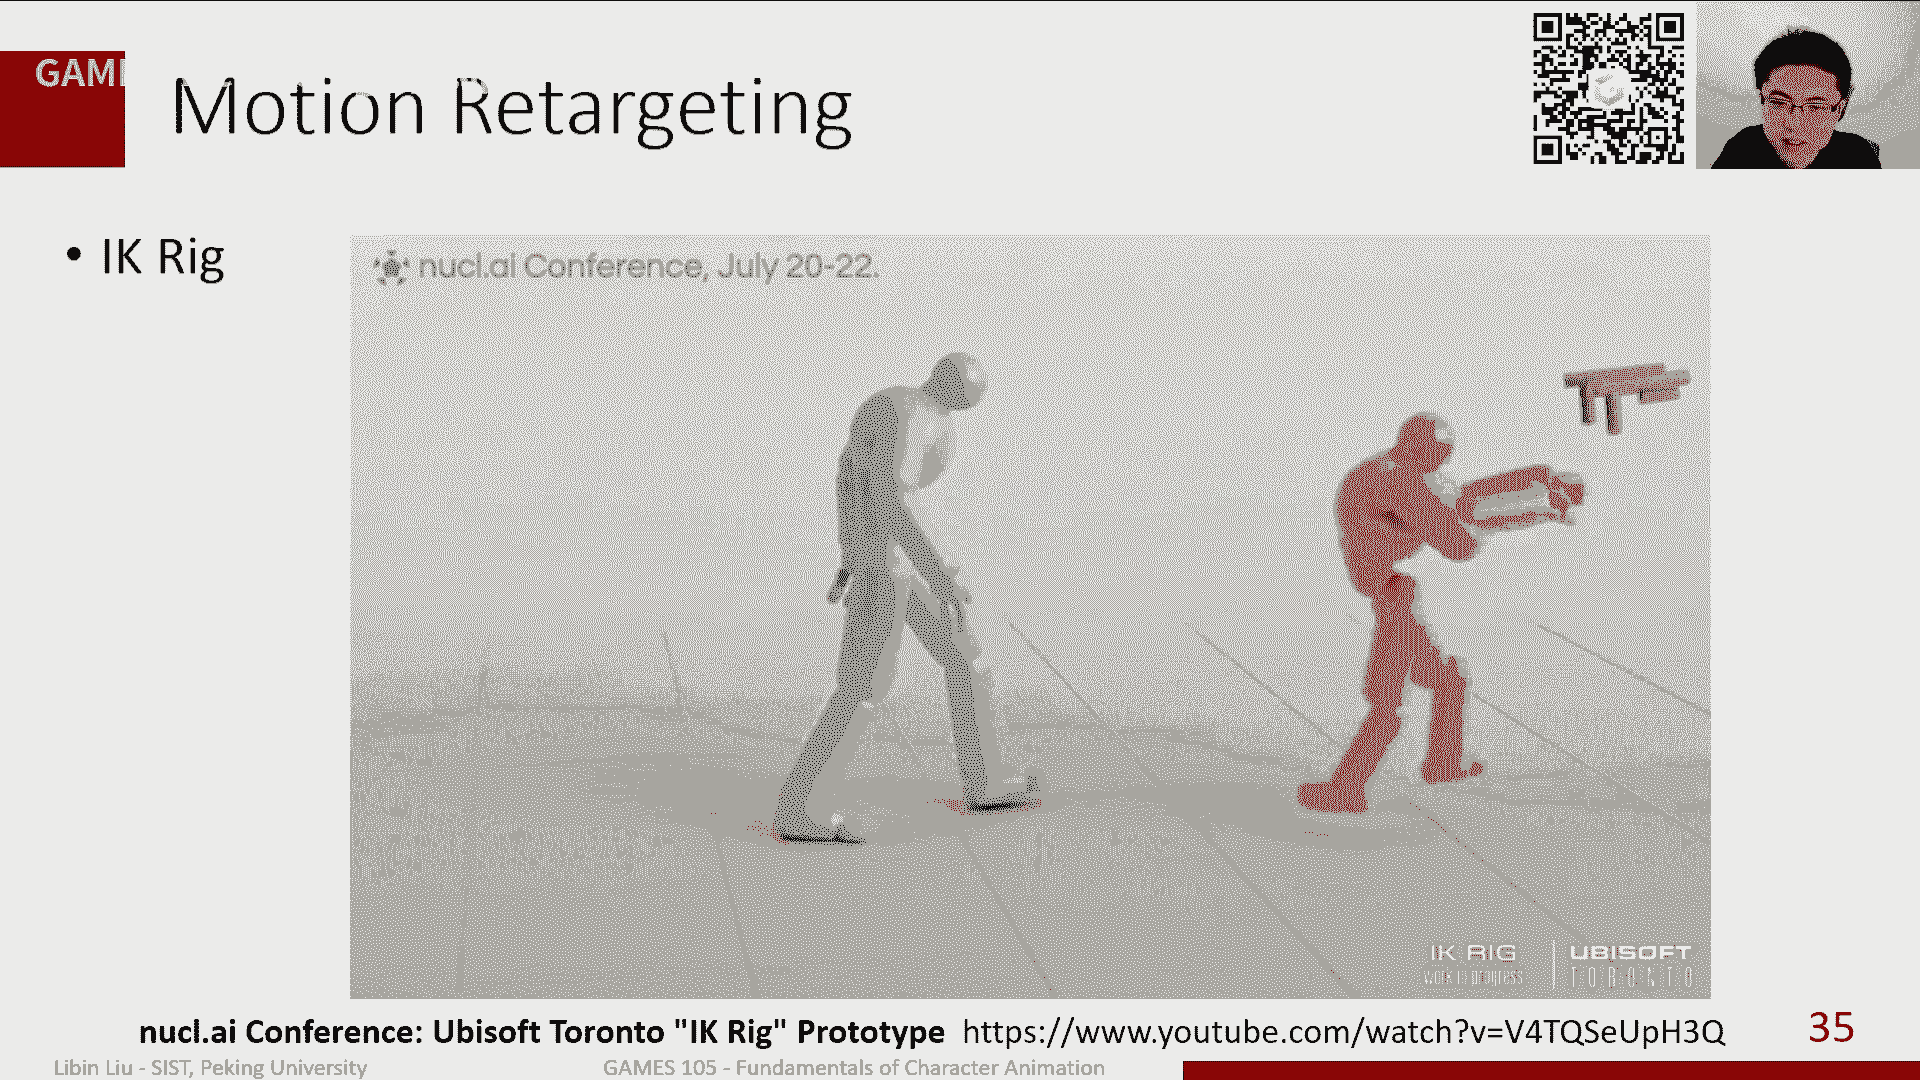 GAME
Motion Retargeting
• IK Rig
nucl.ai Conference, July 20-22.
IK RIG
WORK IN PROGRESS
UBISOFT
TORONTO
nucl.ai Conference: Ubisoft Toronto "IK Rig" Prototype https://www.youtube.com/watch?v=V4TQSeUpH3Q
35
Libin Liu - SIST, Peking University
GAMES 105 - Fundamentals of Character Animation